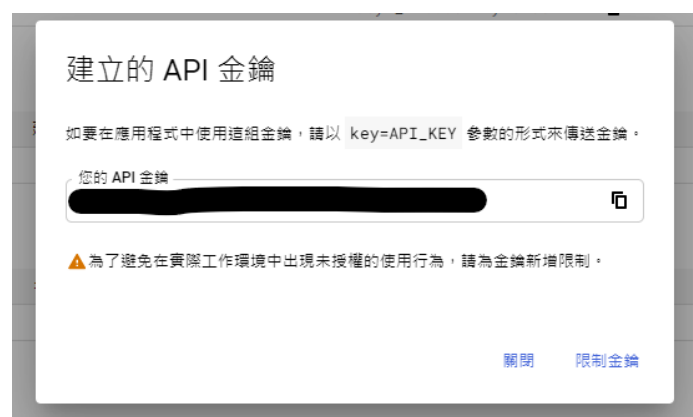 建立的 API 金鑰
如要在應用程式中使用這組金鑰，請以 key=API_KEY 參數的形式來傳送金鑰。
您的 API 金鑰
為了避免在實際工作環境中出現未授權的使用行為，請為金鑰新增限制。
關閉 限制金鑰